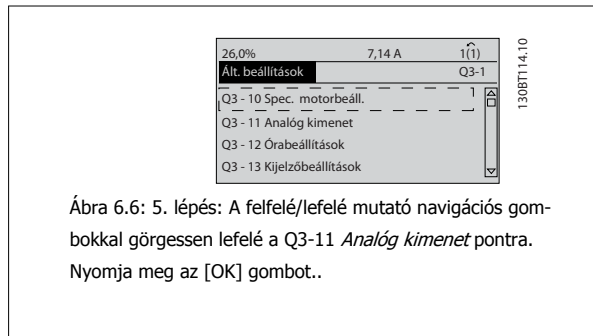 26,0% 7,14 A 1(1)
Ált. beállítások Q3-1
Q3 - 10 Spec. motorbeáll.
Q3 - 11 Analóg kimenet
Q3 - 12 Órabeállítások
Q3 - 13 Kijelzőbeállítások
130BT114.10
Ábra 6.6: 5. lépés: A felfelé/lefelé mutató navigációs gom-
bokkal görgessen lefelé a Q3-11 Analóg kimenet pontra.
Nyomja meg az [OK] gombot..